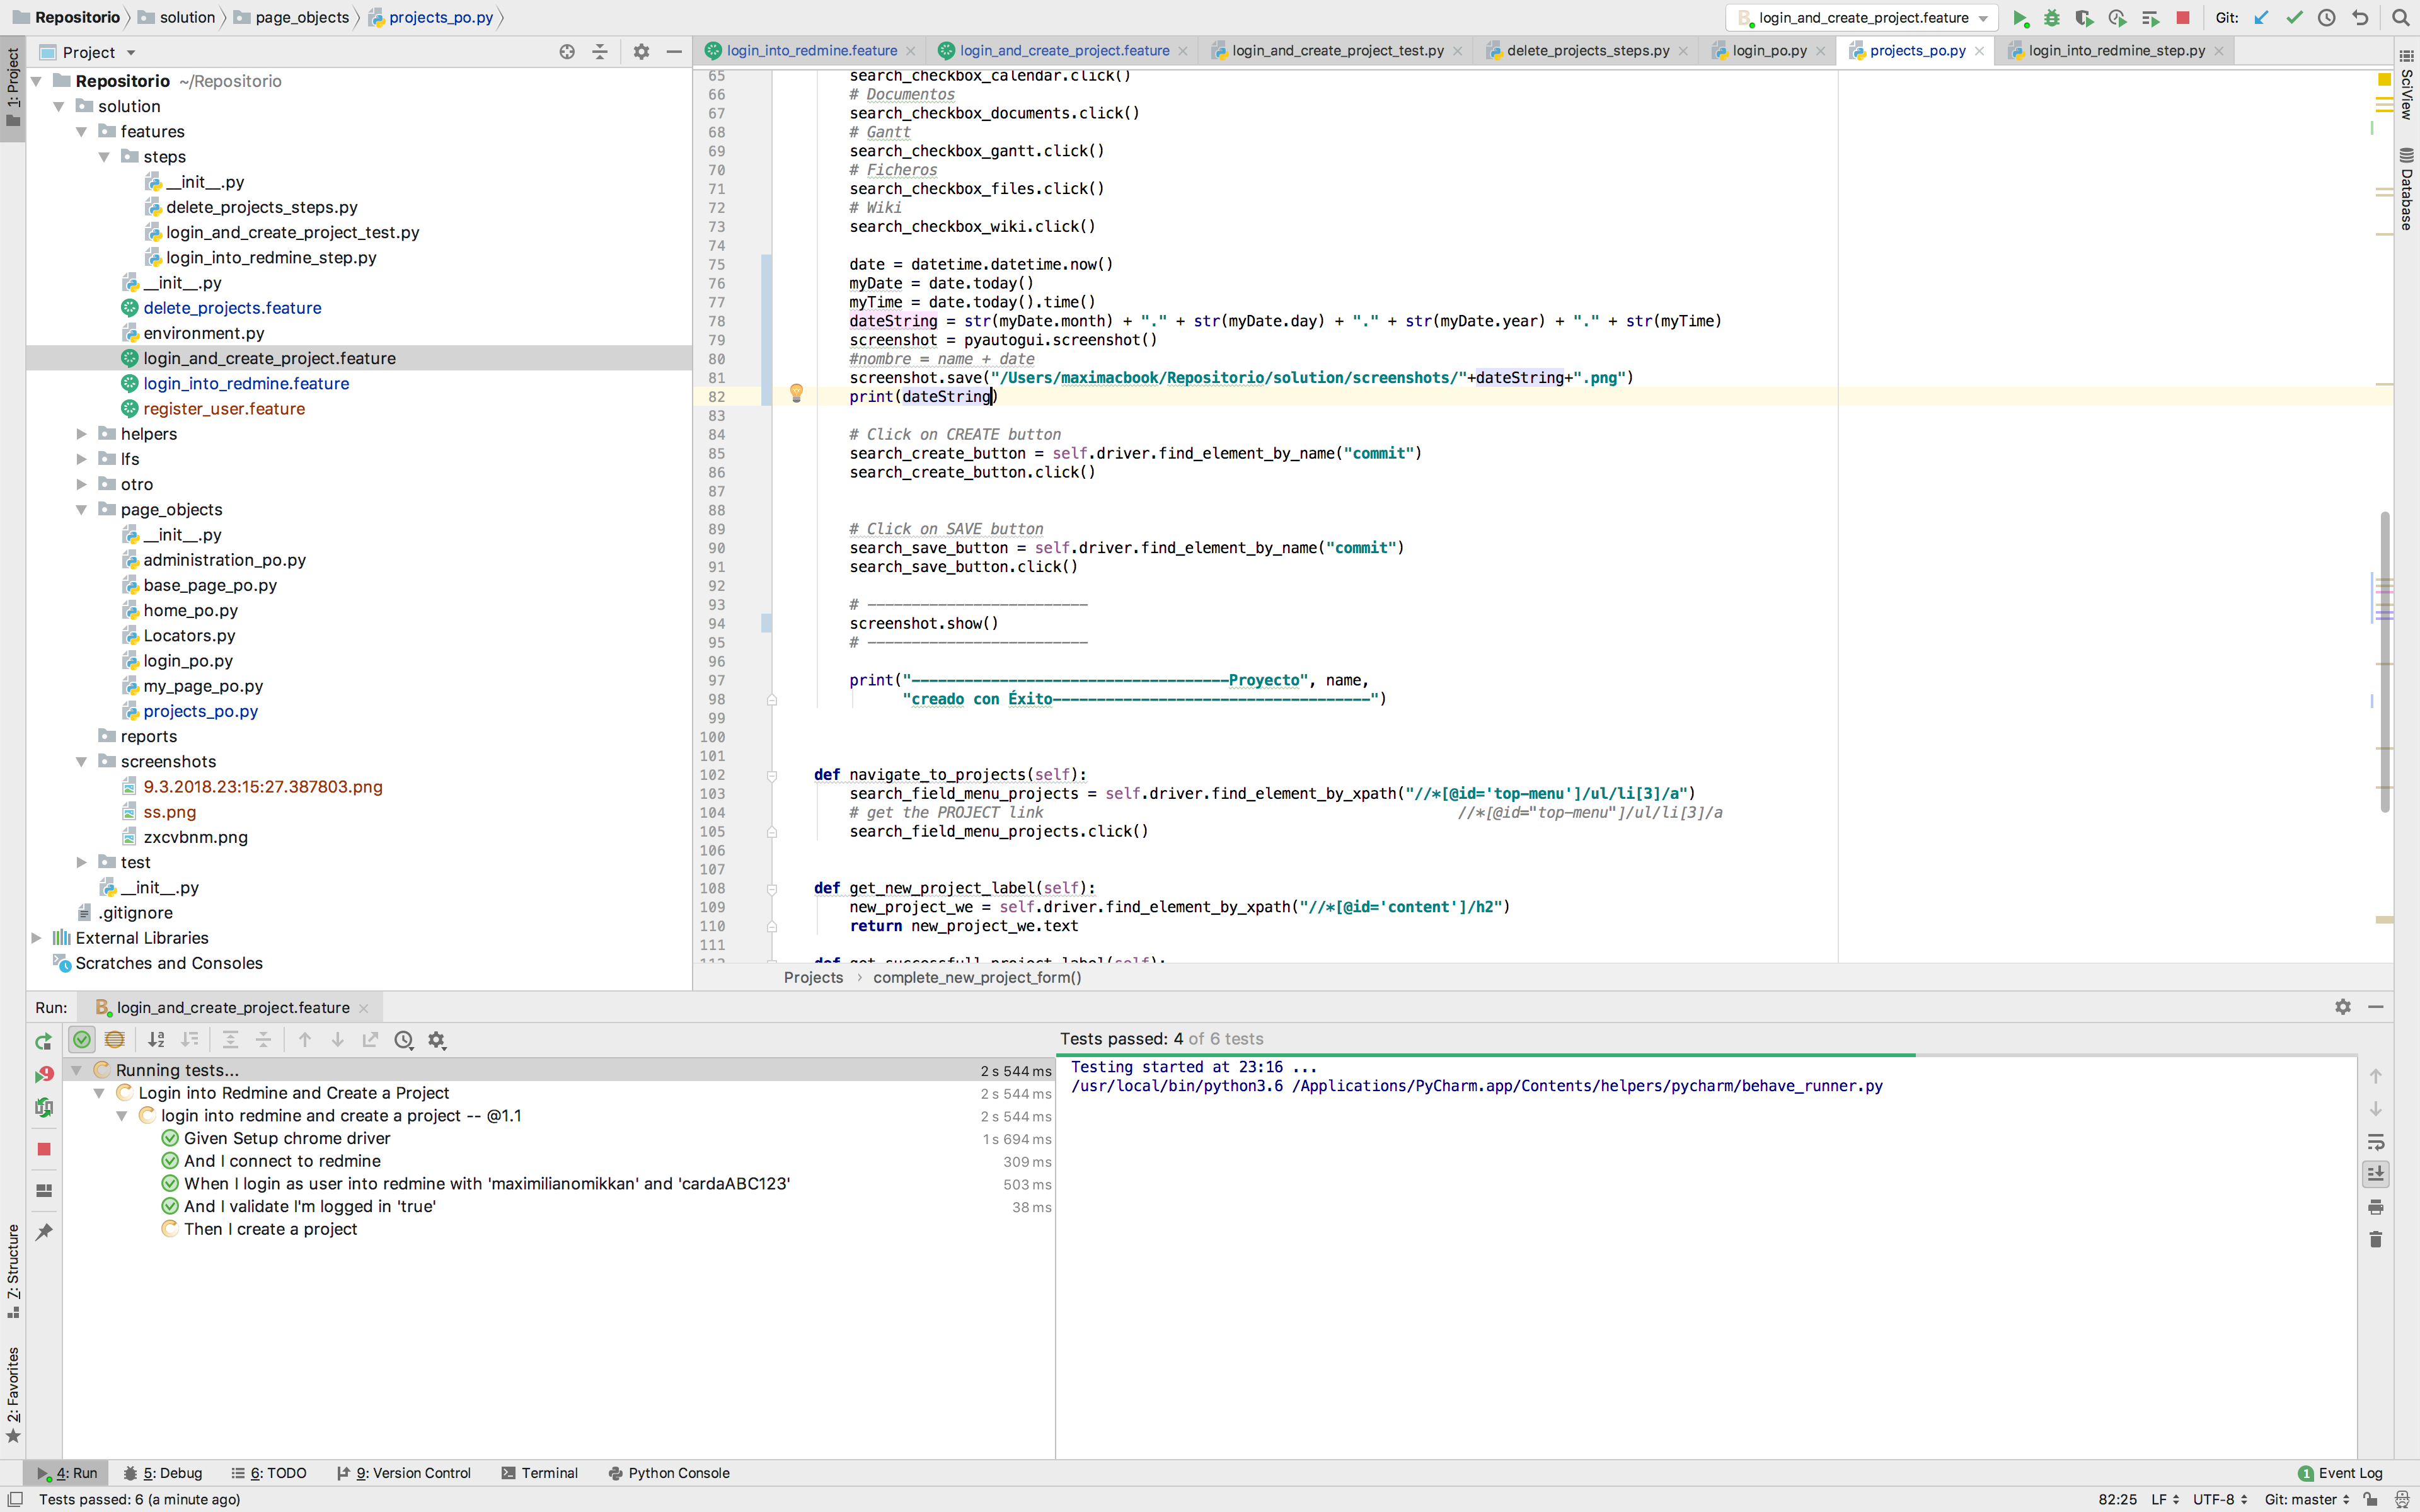 Repositorio solution page_objects projects_po.py login_and_create_project.feature Git:
1: Project
Project
login_into_redmine.feature login_and_create_project.feature login_and_create_project_test.py delete_projects_steps.py login_po.py projects_po.py login_into_redmine_step.py
SciView
Database
Repositorio ~/Repositorio
solution
features
steps
__init__.py
delete_projects_steps.py
login_and_create_project_test.py
login_into_redmine_step.py
__init__.py
delete_projects.feature
environment.py
login_and_create_project.feature
login_into_redmine.feature
register_user.feature
helpers
lfs
otro
page_objects
__init__.py
administration_po.py
base_page_po.py
home_po.py
Locators.py
login_po.py
my_page_po.py
projects_po.py
reports
screenshots
9.3.2018.23:15:27.387803.png
ss.png
zxcvbnm.png
test
__init__.py
.gitignore
External Libraries
Scratches and Consoles
65 search_checkbox_calendar.click()
66 # Documentos
67 search_checkbox_documents.click()
68 # Gantt
69 search_checkbox_gantt.click()
70 # Ficheros
71 search_checkbox_files.click()
72 # Wiki
73 search_checkbox_wiki.click()
74
75 date = datetime.datetime.now()
76 myDate = date.today()
77 myTime = date.today().time()
78 dateString = str(myDate.month) + "." + str(myDate.day) + "." + str(myDate.year) + "." + str(myTime)
79 screenshot = pyautogui.screenshot()
80 #nombre = name + date
81 screenshot.save("/Users/maximacbook/Repositorio/solution/screenshots/"+dateString+".png")
82 print(dateString)
83
84 # Click on CREATE button
85 search_create_button = self.driver.find_element_by_name("commit")
86 search_create_button.click()
87
88
89 # Click on SAVE button
90 search_save_button = self.driver.find_element_by_name("commit")
91 search_save_button.click()
92
93 # -------------------------
94 screenshot.show()
95 # -------------------------
96
97 print("------------------------------------Proyecto", name,
98 "creado con Éxito------------------------------------")
99
100
101
102 def navigate_to_projects(self):
103 search_field_menu_projects = self.driver.find_element_by_xpath("//*[@id='top-menu']/ul/li[3]/a")
104 # get the PROJECT link //*[@id="top-menu"]/ul/li[3]/a
105 search_field_menu_projects.click()
106
107
108 def get_new_project_label(self):
109 new_project_we = self.driver.find_element_by_xpath("//*[@id='content']/h2")
110 return new_project_we.text
111
112 def get_successfull_project_label(self):
Projects › complete_new_project_form()
Run: login_and_create_project.feature
Tests passed: 4 of 6 tests
Running tests... 2 s 544 ms
Login into Redmine and Create a Project 2 s 544 ms
login into redmine and create a project -- @1.1 2 s 544 ms
Given Setup chrome driver 1 s 694 ms
And I connect to redmine 309 ms
When I login as user into redmine with 'maximilianomikkan' and 'cardaABC123' 503 ms
And I validate I'm logged in 'true' 38 ms
Then I create a project
Testing started at 23:16 ...
/usr/local/bin/python3.6 /Applications/PyCharm.app/Contents/helpers/pycharm/behave_runner.py
7: Structure
2: Favorites
4: Run 5: Debug 6: TODO 9: Version Control Terminal Python Console 1 Event Log
Tests passed: 6 (a minute ago) 82:25 LF UTF-8 Git: master